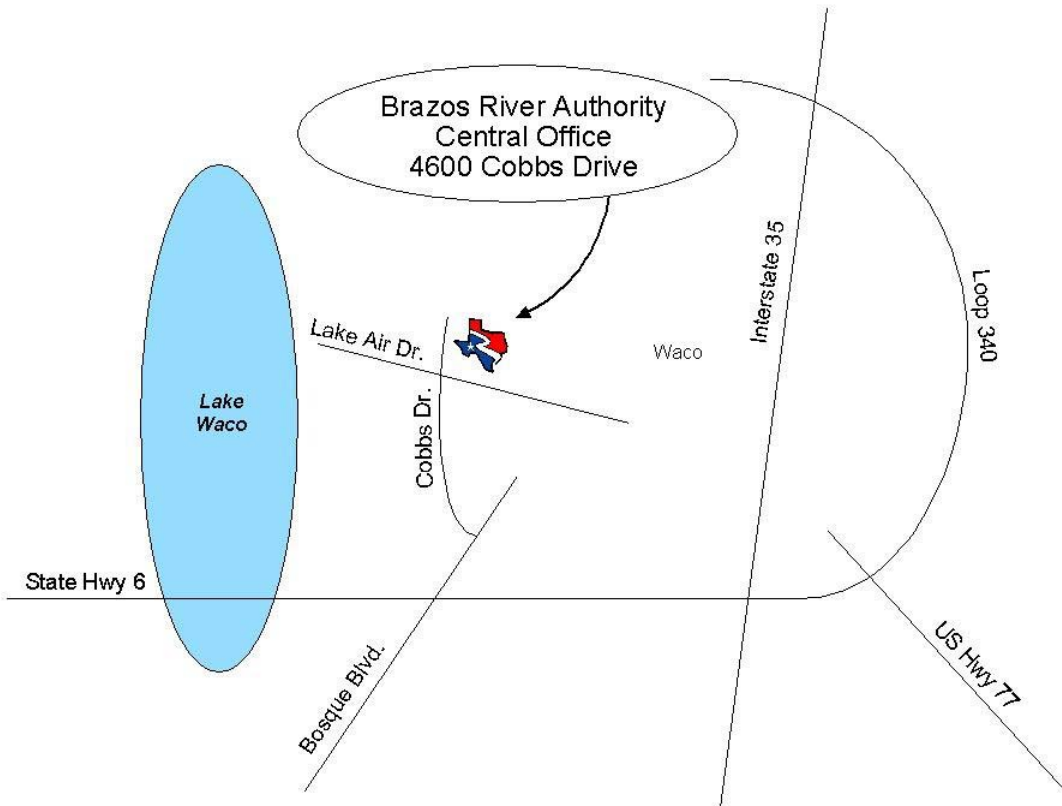 Brazos River Authority
Central Office
4600 Cobbs Drive
Interstate 35
Loop 340
Lake Air Dr.
Waco
Lake
Waco
Cobbs Dr.
State Hwy 6
Bosque Blvd.
US Hwy 77